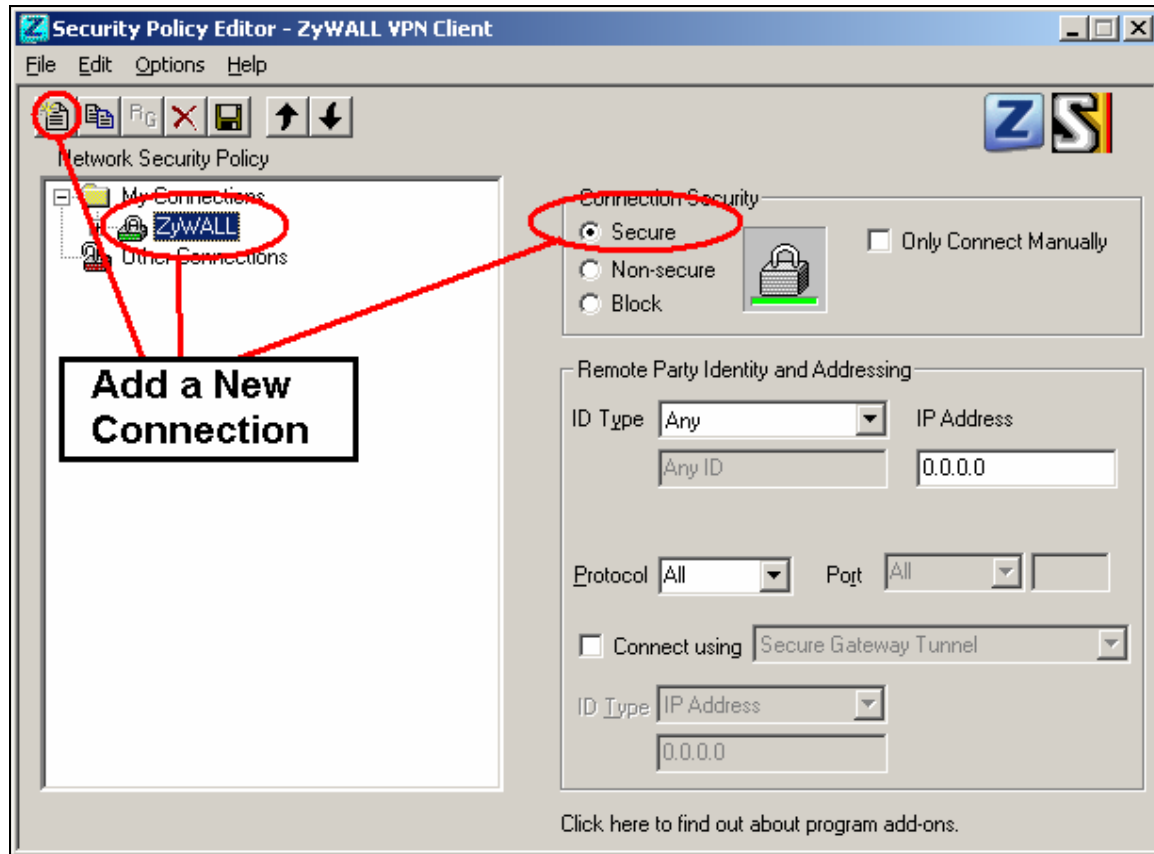 Security Policy Editor - ZyWALL VPN Client
File Edit Options Help
Network Security Policy
My Connections
ZyWALL
Other Connections
Add a New
Connection
Connection Security
Secure
Non-secure
Block
Only Connect Manually
Remote Party Identity and Addressing
ID Type Any IP Address
Any ID 0.0.0.0
Protocol All Port All
Connect using Secure Gateway Tunnel
ID Type IP Address
0.0.0.0
Click here to find out about program add-ons.